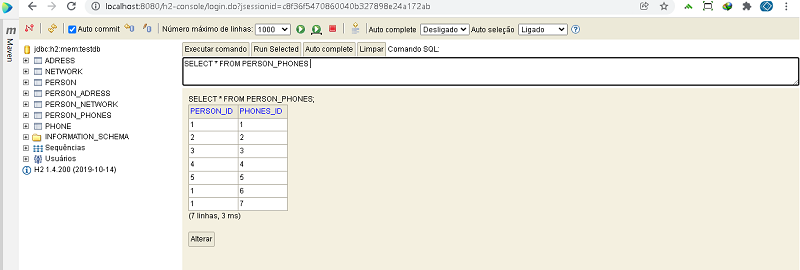 localhost:8080/h2-console/login.do?jsessionid=c8f36f5470860040b327898e24a172ab
Maven
Auto commit Número máximo de linhas: 1000 Auto complete Desligado Auto seleção Ligado
jdbc:h2:mem:testdb
ADRESS
NETWORK
PERSON
PERSON_ADRESS
PERSON_NETWORK
PERSON_PHONES
PHONE
INFORMATION_SCHEMA
Sequências
Usuários
H2 1.4.200 (2019-10-14)
Executar comando Run Selected Auto complete Limpar Comando SQL:
SELECT * FROM PERSON_PHONES
SELECT * FROM PERSON_PHONES;
PERSON_ID PHONES_ID
1 1
2 2
3 3
4 4
5 5
1 6
1 7
(7 linhas, 3 ms)
Alterar